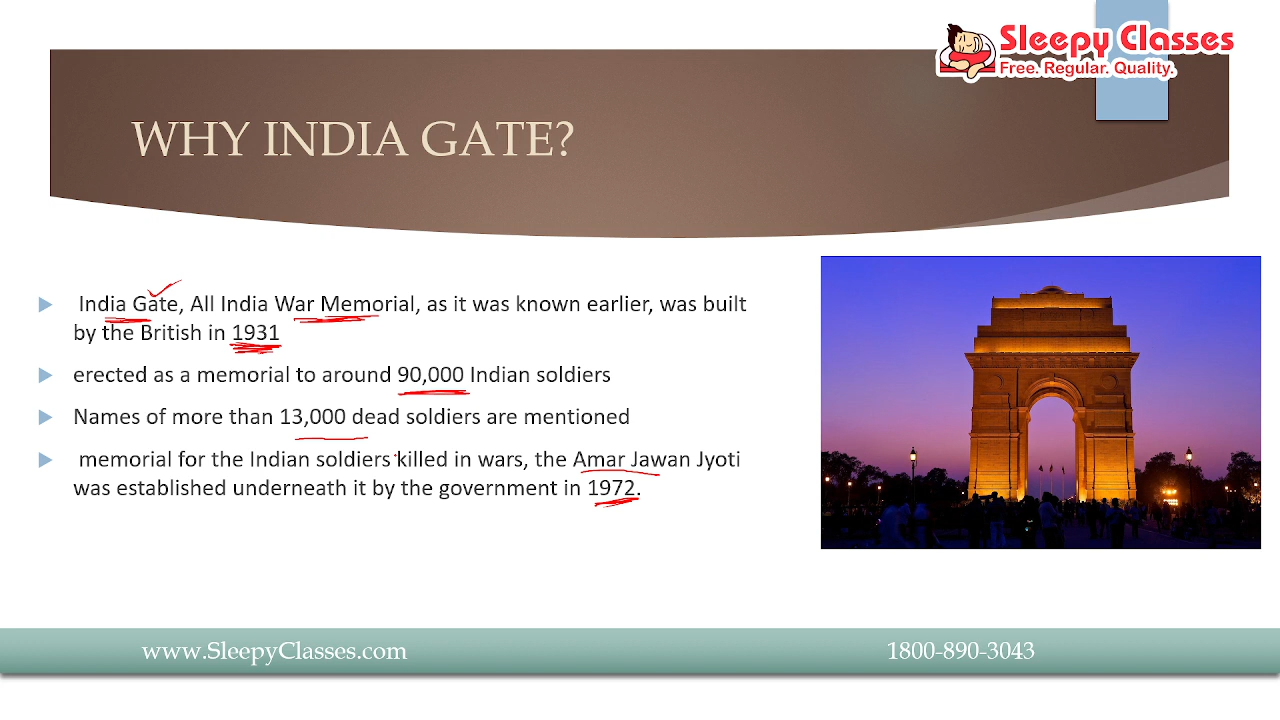 Sleepy Classes
Free. Regular. Quality.
WHY INDIA GATE?
India Gate, All India War Memorial, as it was known earlier, was built
by the British in 1931
erected as a memorial to around 90,000 Indian soldiers
Names of more than 13,000 dead soldiers are mentioned
memorial for the Indian soldiers killed in wars, the Amar Jawan Jyoti
was established underneath it by the government in 1972.
www.SleepyClasses.com
1800-890-3043